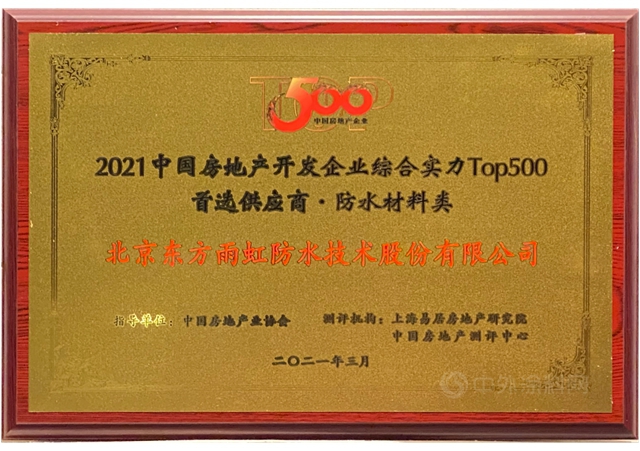 TOP
500
中国房地产企业
2021中国房地产开发企业综合实力Top500
首选供应商·防水材料类
北京东方雨虹防水技术股份有限公司
指导单位：中国房地产业协会
测评机构：上海易居房地产研究院
中国房地产测评中心
二〇二一年三月